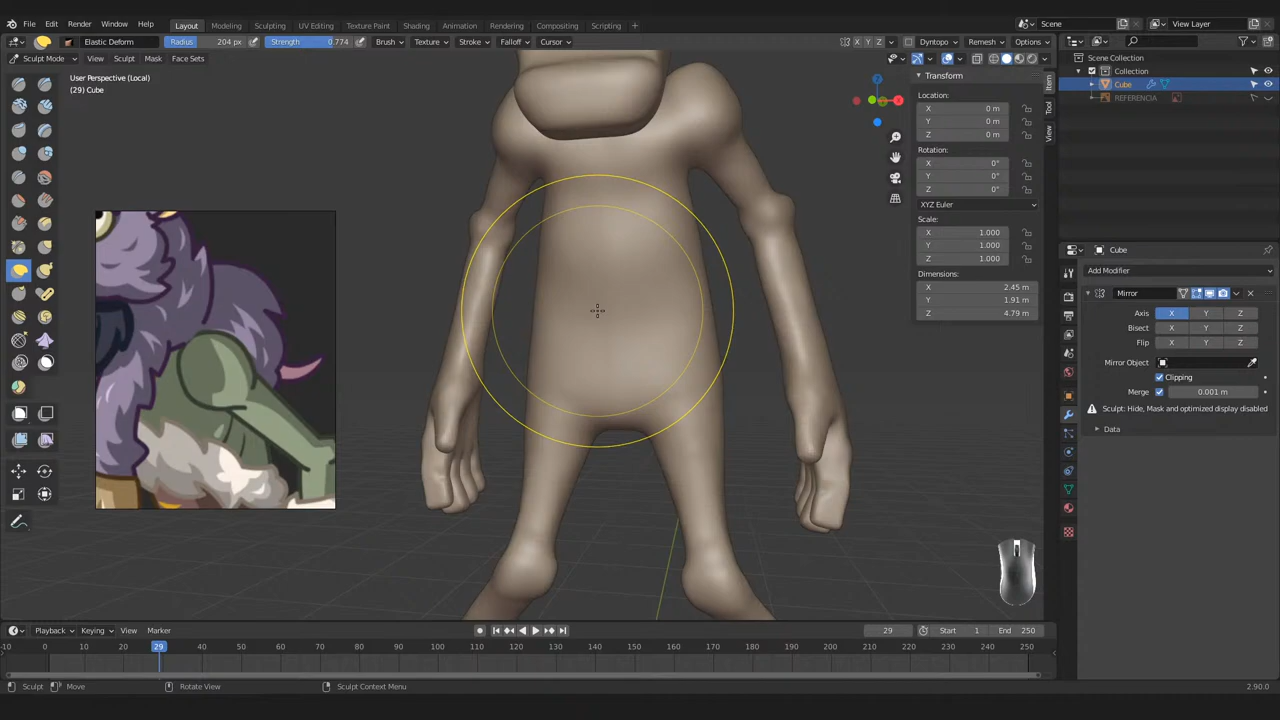 File Edit Render Window Help Layout Modeling Sculpting UV Editing Texture Paint Shading Animation Rendering Compositing Scripting + Scene View Layer
Elastic Deform Radius 204 px Strength 0.774 Brush Texture Stroke Falloff Cursor X Y Z Dyntopo Remesh Options
Sculpt Mode View Sculpt Mask Face Sets
User Perspective (Local)
(29) Cube
Transform
Location:
X 0 m
Y 0 m
Z 0 m
Rotation:
X 0°
Y 0°
Z 0°
XYZ Euler
Scale:
X 1.000
Y 1.000
Z 1.000
Dimensions:
X 2.45 m
Y 1.91 m
Z 4.79 m
Item
Tool
View
Z
X
Scene Collection
Collection
Cube
REFERENCIA
Cube
Add Modifier
Mirror
Axis X Y Z
Bisect X Y Z
Flip X Y Z
Mirror Object
Clipping
Merge 0.001 m
Sculpt: Hide, Mask and optimized display disabled
Data
Playback Keying View Marker 29 Start 1 End 250
-10 0 10 20 29 40 50 60 70 80 90 100 110 120 130 140 150 160 170 180 190 200 210 220 230 240 250
Sculpt Move Rotate View Sculpt Context Menu 2.90.0